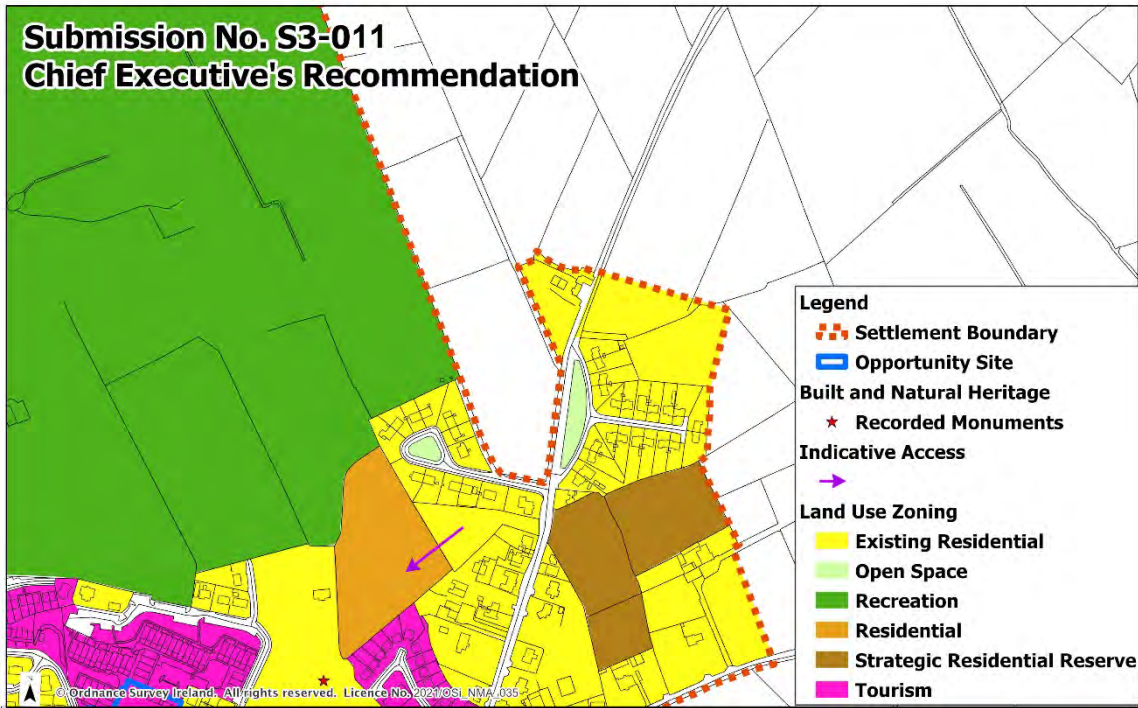 Submission No. S3-011
Chief Executive's Recommendation
Legend
Settlement Boundary
Opportunity Site
Built and Natural Heritage
Recorded Monuments
Indicative Access
Land Use Zoning
Existing Residential
Open Space
Recreation
Residential
Strategic Residential Reserve
Tourism
© Ordnance Survey Ireland. All rights reserved. Licence No. 2021/OSi_NMA_035